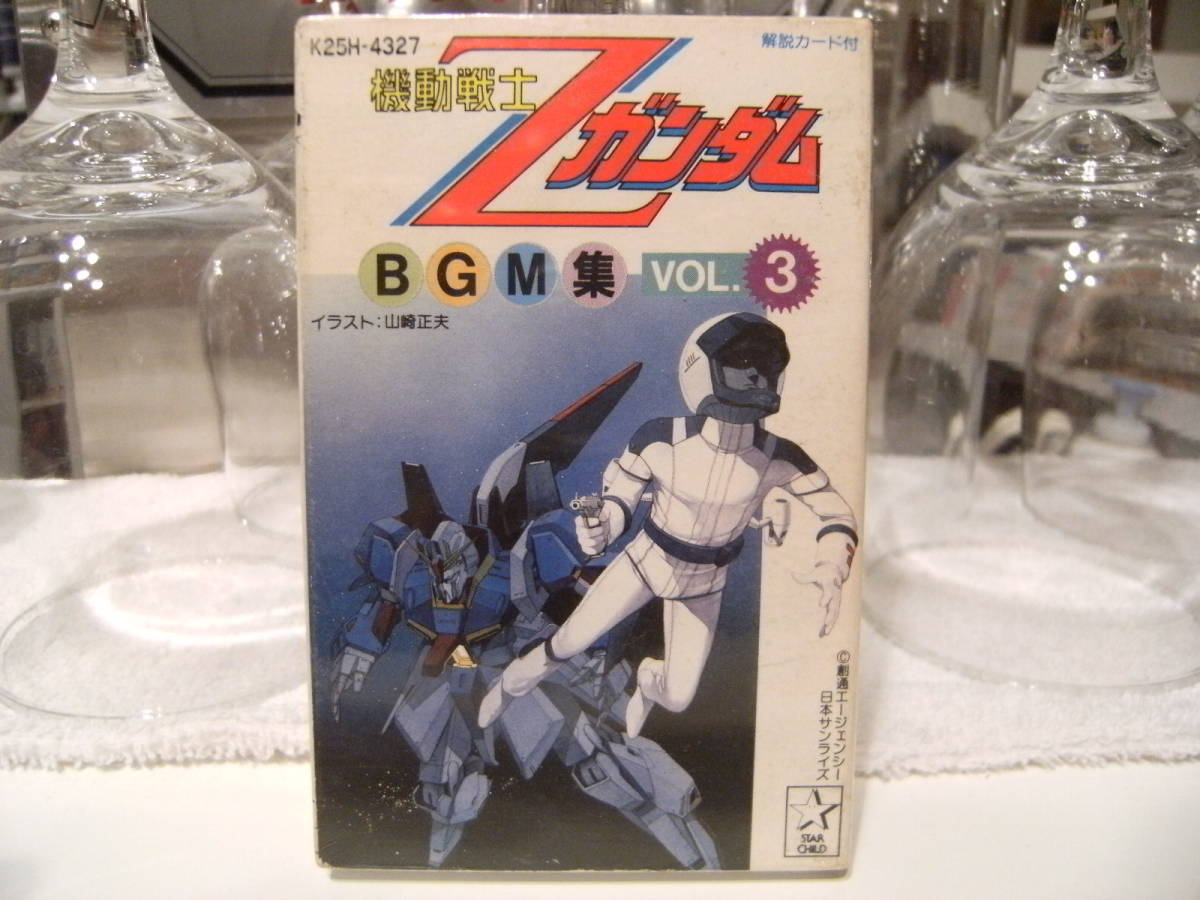 K25H-4327
解説カード付
機動戦士
Zガンダム
BGM集 VOL. 3
イラスト:山崎正夫
©創通エージェンシー
日本サンライズ
STAR
CHILD